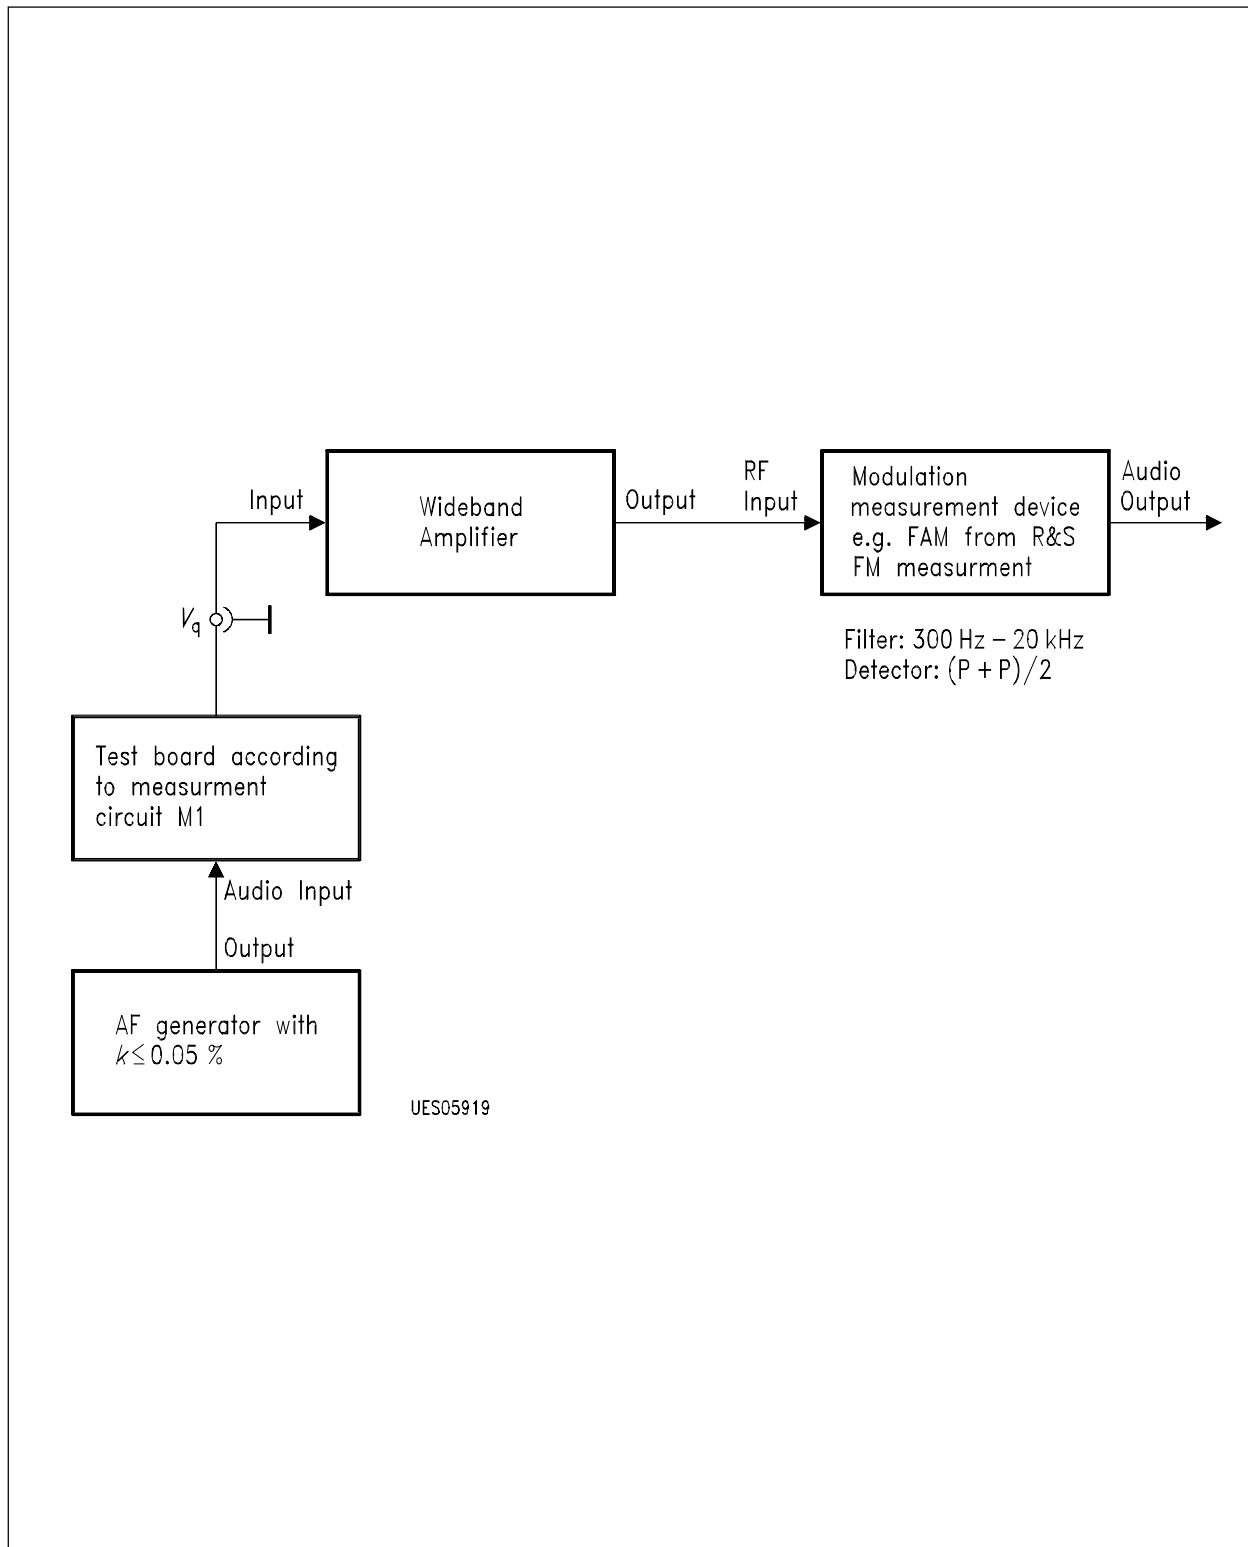 Input
Wideband
Amplifier
Output
RF
Input
Modulation
measurement device
e.g. FAM from R&S
FM measurment
Audio
Output
Vq
Filter: 300 Hz – 20 kHz
Detector: (P + P)/2
Test board according
to measurment
circuit M1
Audio Input
Output
AF generator with
k ≤ 0.05 %
UES05919